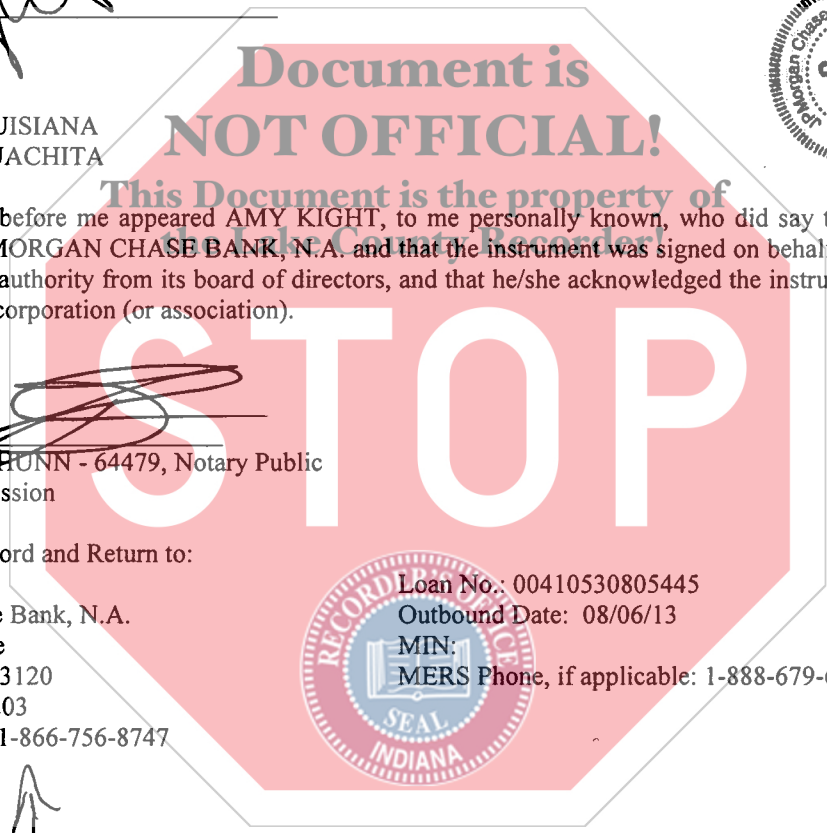 JPMorgan Chase
Document is
NOT OFFICIAL!
This Document is the property of
the Lake County Recorder!
UISIANA
UACHITA
before me appeared AMY KIGHT, to me personally known, who did say t
MORGAN CHASE BANK, N.A. and that the instrument was signed on behal
authority from its board of directors, and that he/she acknowledged the instru
corporation (or association).
STOP
HUNN - 64479, Notary Public
ssion
ord and Return to:
e Bank, N.A.
e
3120
03
1-866-756-8747
Loan No.: 00410530805445
Outbound Date: 08/06/13
MIN:
MERS Phone, if applicable: 1-888-679-
RECORDER'S OFFICE
SEAL
INDIANA